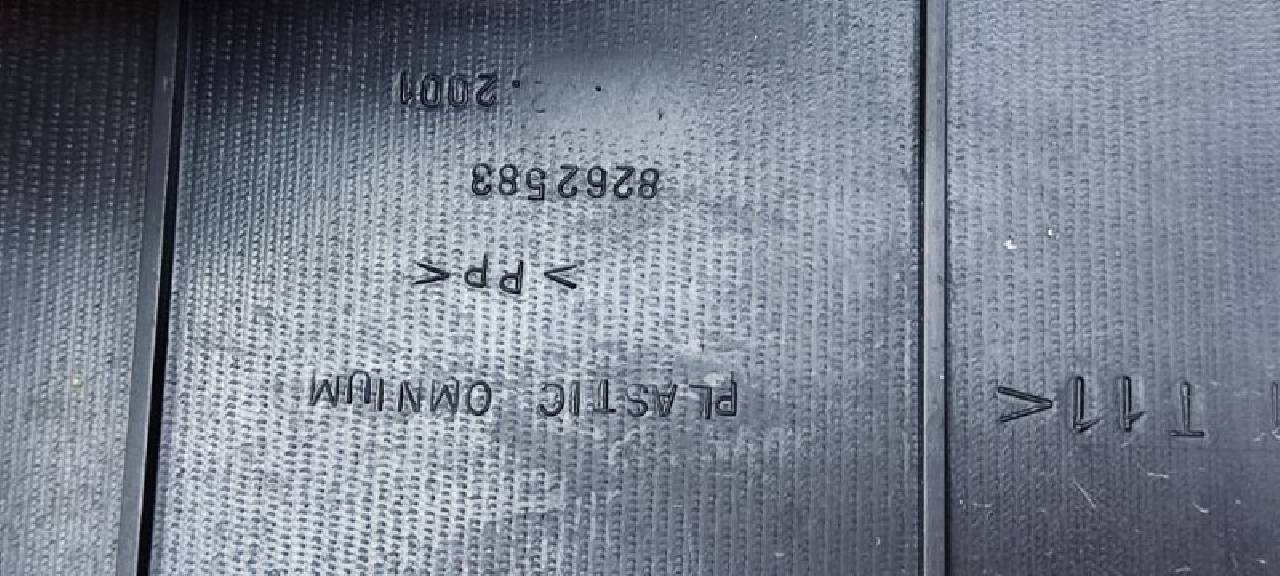 PLASTIC OMNIUM
T11<
>PP<
8262583
. 2001